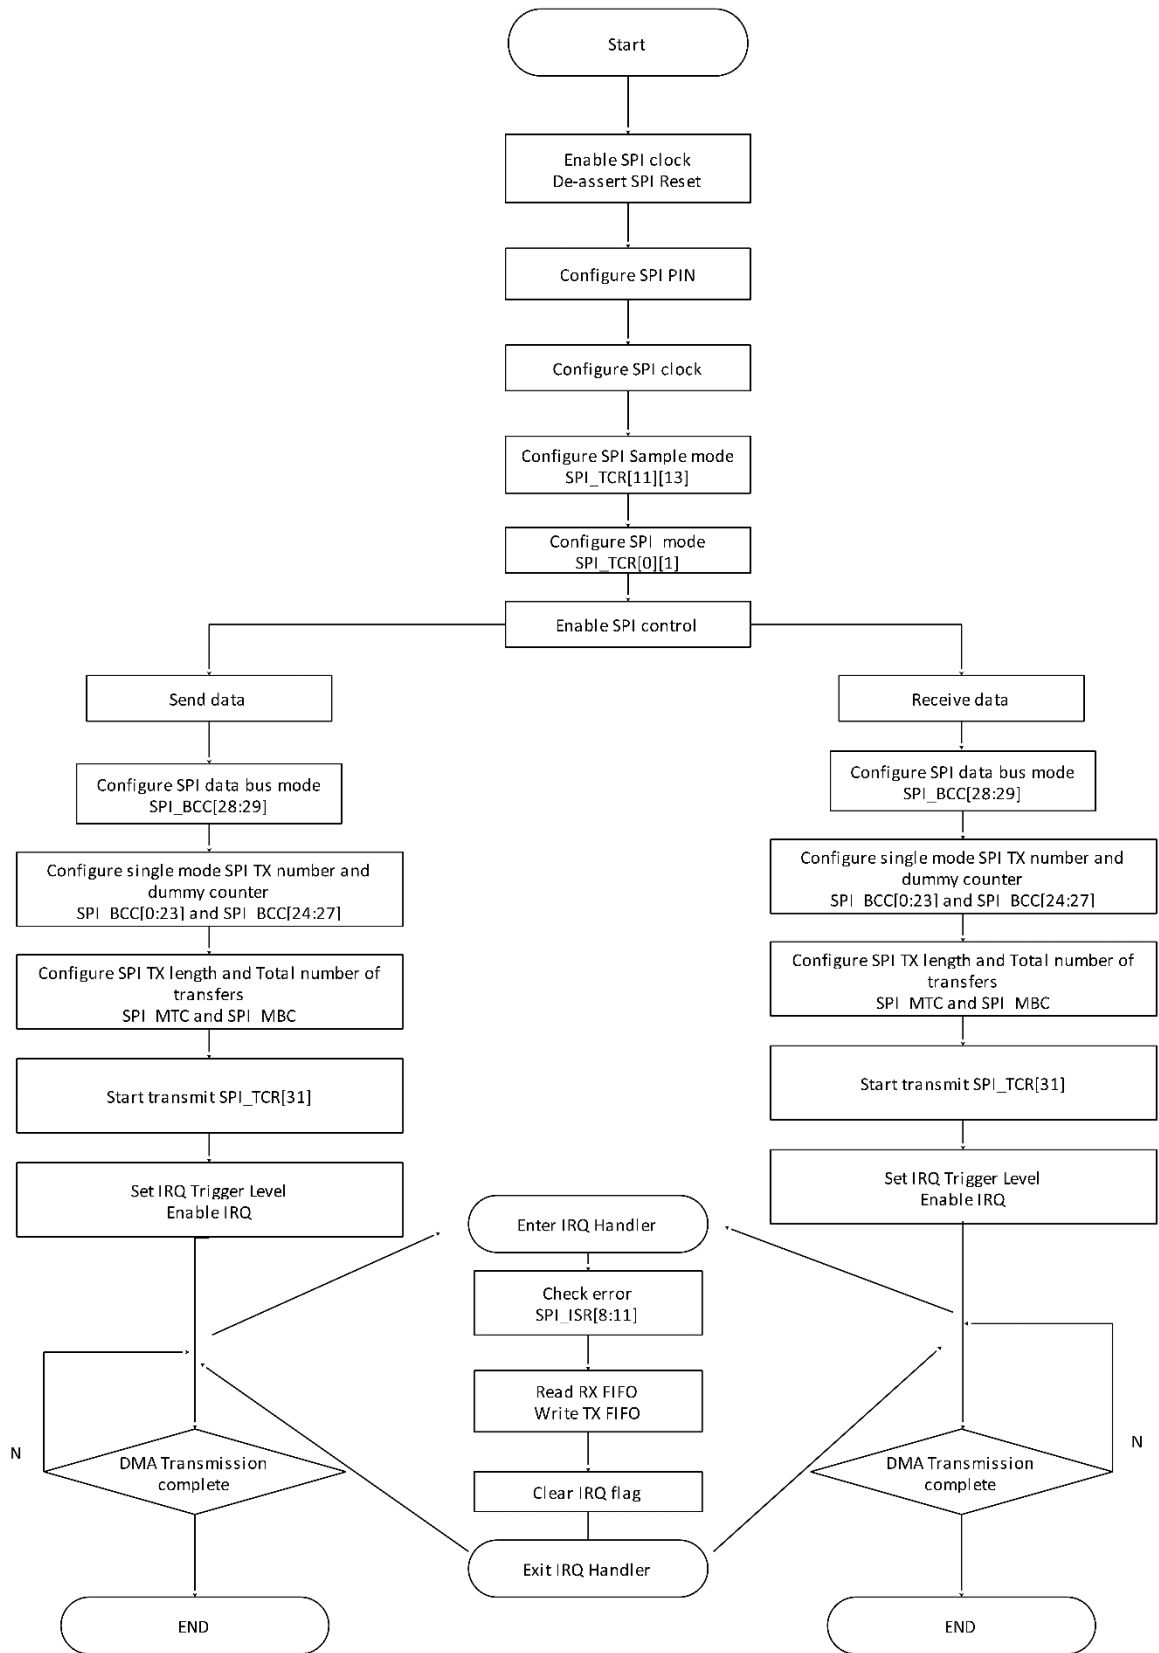 Start
Enable SPI clock
De-assert SPI Reset
Configure SPI PIN
Configure SPI clock
Configure SPI Sample mode
SPI_TCR[11][13]
Configure SPI mode
SPI_TCR[0][1]
Enable SPI control
Send data
Configure SPI data bus mode
SPI_BCC[28:29]
Configure single mode SPI TX number and
dummy counter
SPI_BCC[0:23] and SPI_BCC[24:27]
Configure SPI TX length and Total number of
transfers
SPI_MTC and SPI_MBC
Start transmit SPI_TCR[31]
Set IRQ Trigger Level
Enable IRQ
N
DMA Transmission
complete
END
Enter IRQ Handler
Check error
SPI_ISR[8:11]
Read RX FIFO
Write TX FIFO
Clear IRQ flag
Exit IRQ Handler
Receive data
Configure SPI data bus mode
SPI_BCC[28:29]
Configure single mode SPI TX number and
dummy counter
SPI_BCC[0:23] and SPI_BCC[24:27]
Configure SPI TX length and Total number of
transfers
SPI_MTC and SPI_MBC
Start transmit SPI_TCR[31]
Set IRQ Trigger Level
Enable IRQ
N
DMA Transmission
complete
END